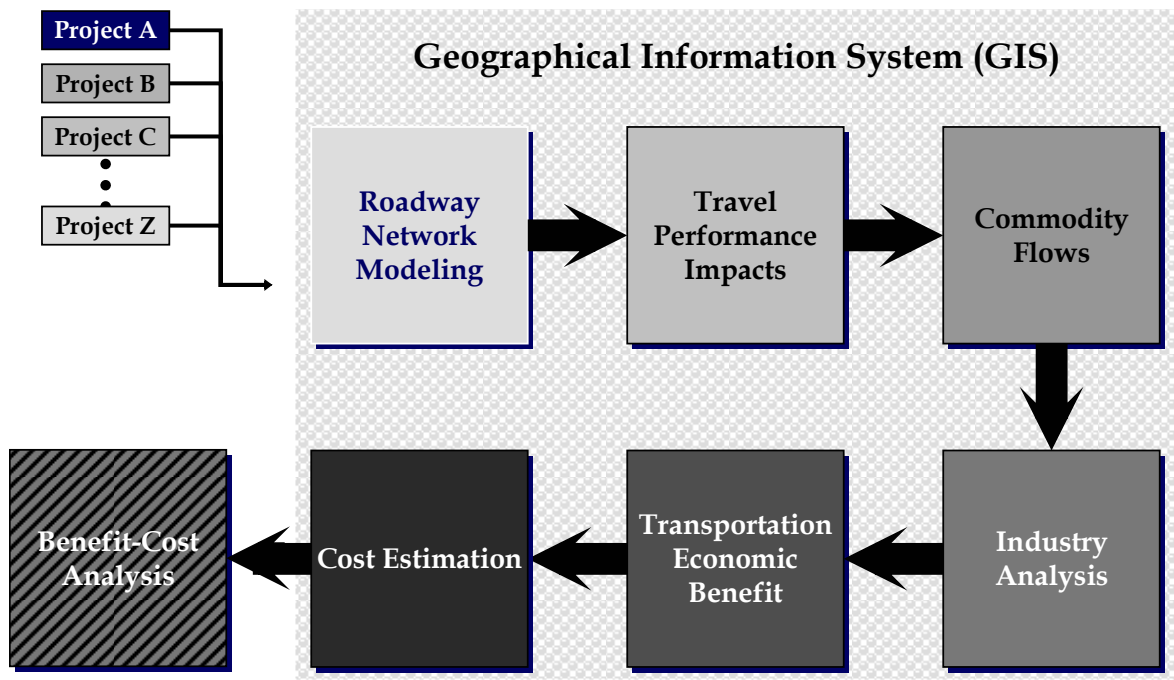 Project A
Project B
Project C
Project Z
Geographical Information System (GIS)
Roadway
Network
Modeling
Travel
Performance
Impacts
Commodity
Flows
Benefit-Cost
Analysis
Cost Estimation
Transportation
Economic
Benefit
Industry
Analysis